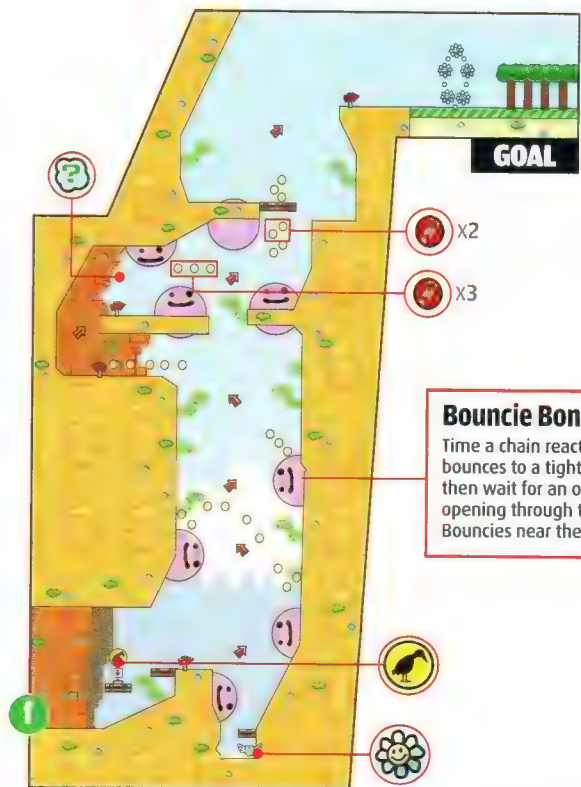 ?
GOAL
X2
X3
Bouncie Bon
Time a chain react
bounces to a tight
then wait for an o
opening through t
Bouncies near the
1